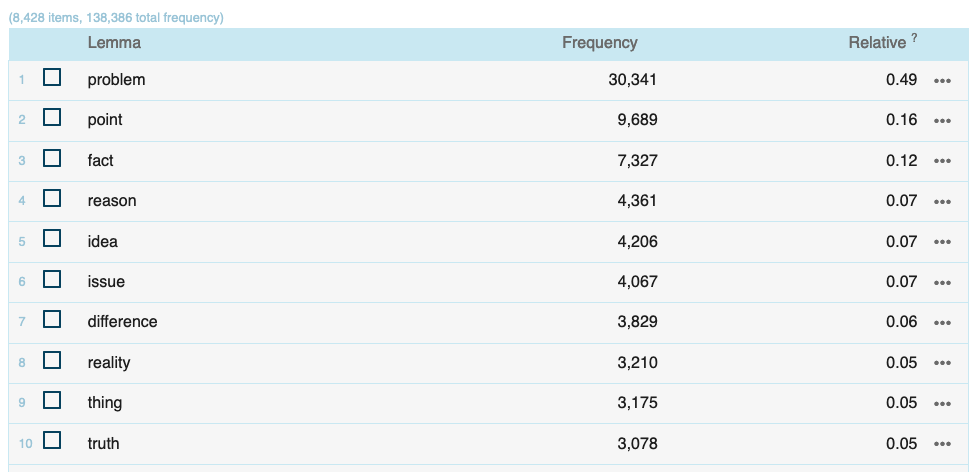 (8,428 items, 138,386 total frequency)
Lemma Frequency Relative ?
1 problem 30,341 0.49 •••
2 point 9,689 0.16 •••
3 fact 7,327 0.12 •••
4 reason 4,361 0.07 •••
5 idea 4,206 0.07 •••
6 issue 4,067 0.07 •••
7 difference 3,829 0.06 •••
8 reality 3,210 0.05 •••
9 thing 3,175 0.05 •••
10 truth 3,078 0.05 •••